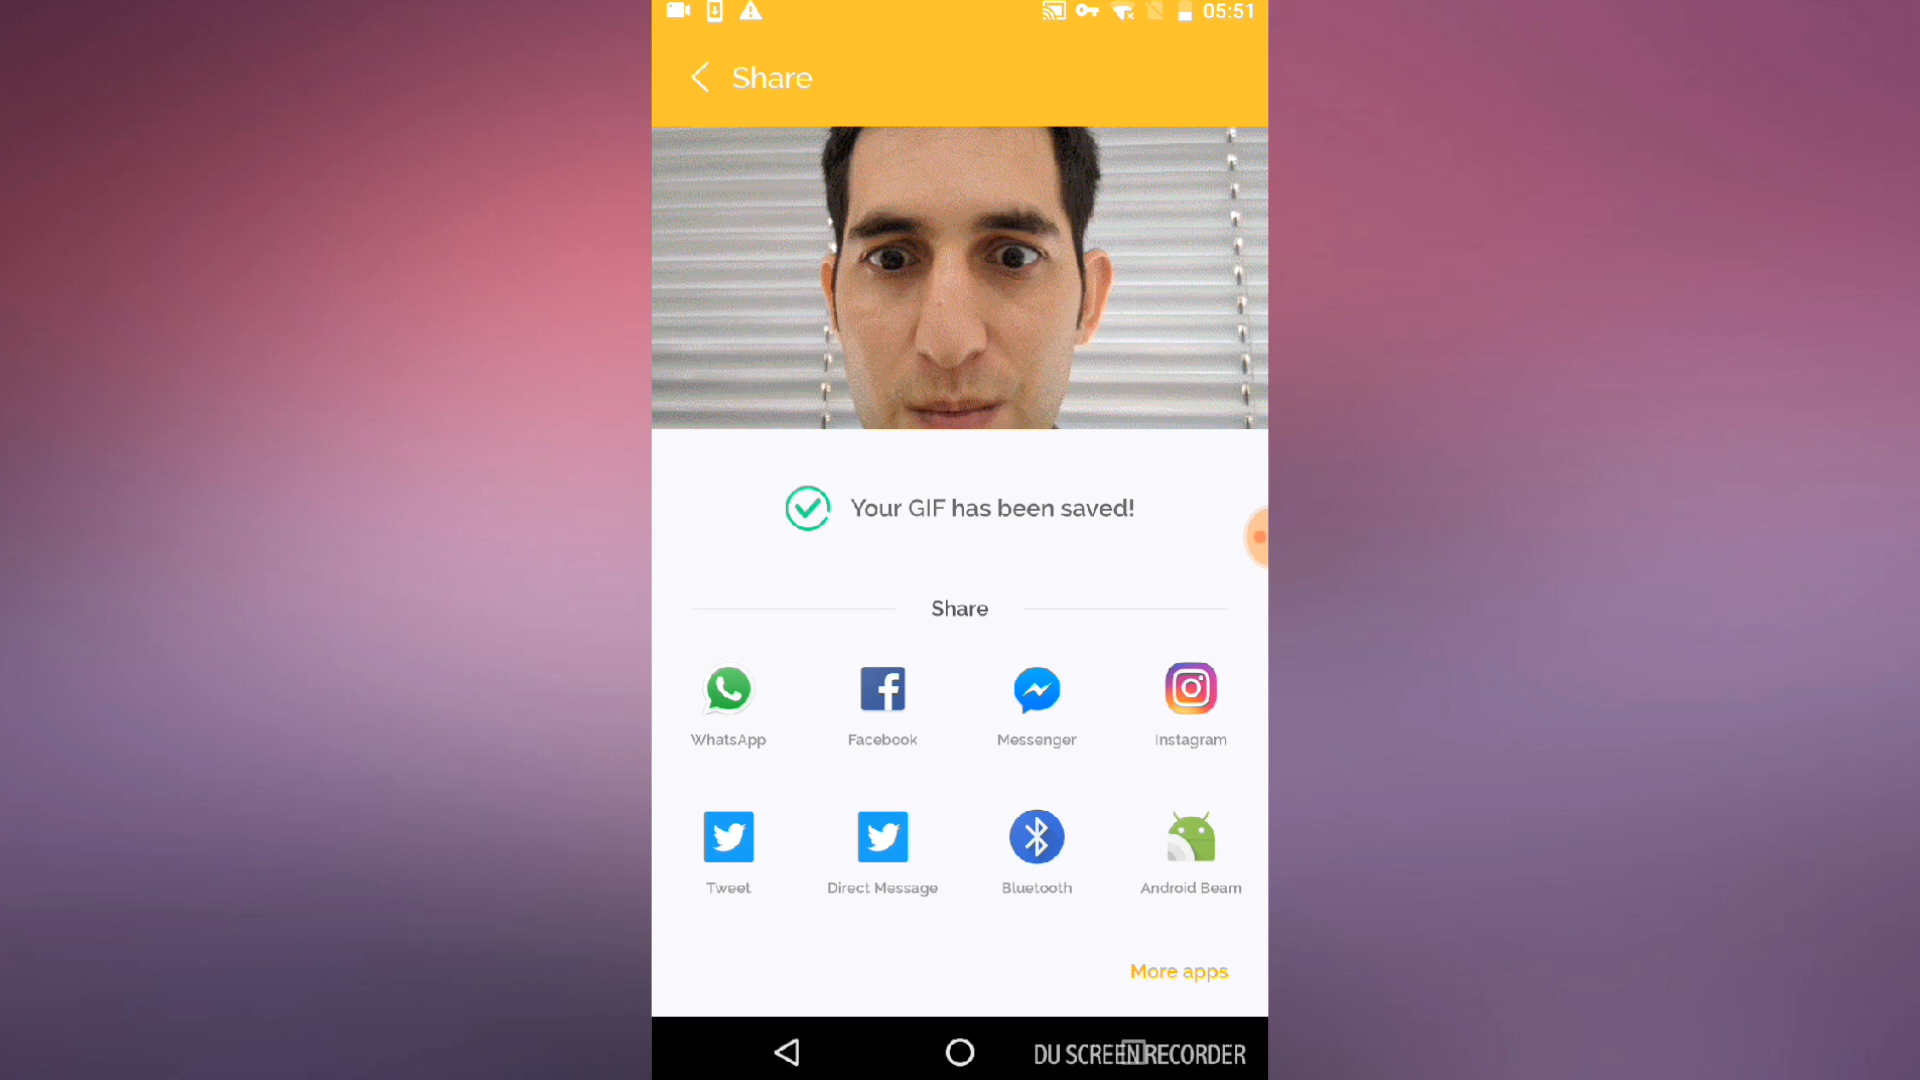 05:51
Share
Your GIF has been saved!
Share
WhatsApp Facebook Messenger Instagram
Tweet Direct Message Bluetooth Android Beam
More apps
DU SCREEN RECORDER